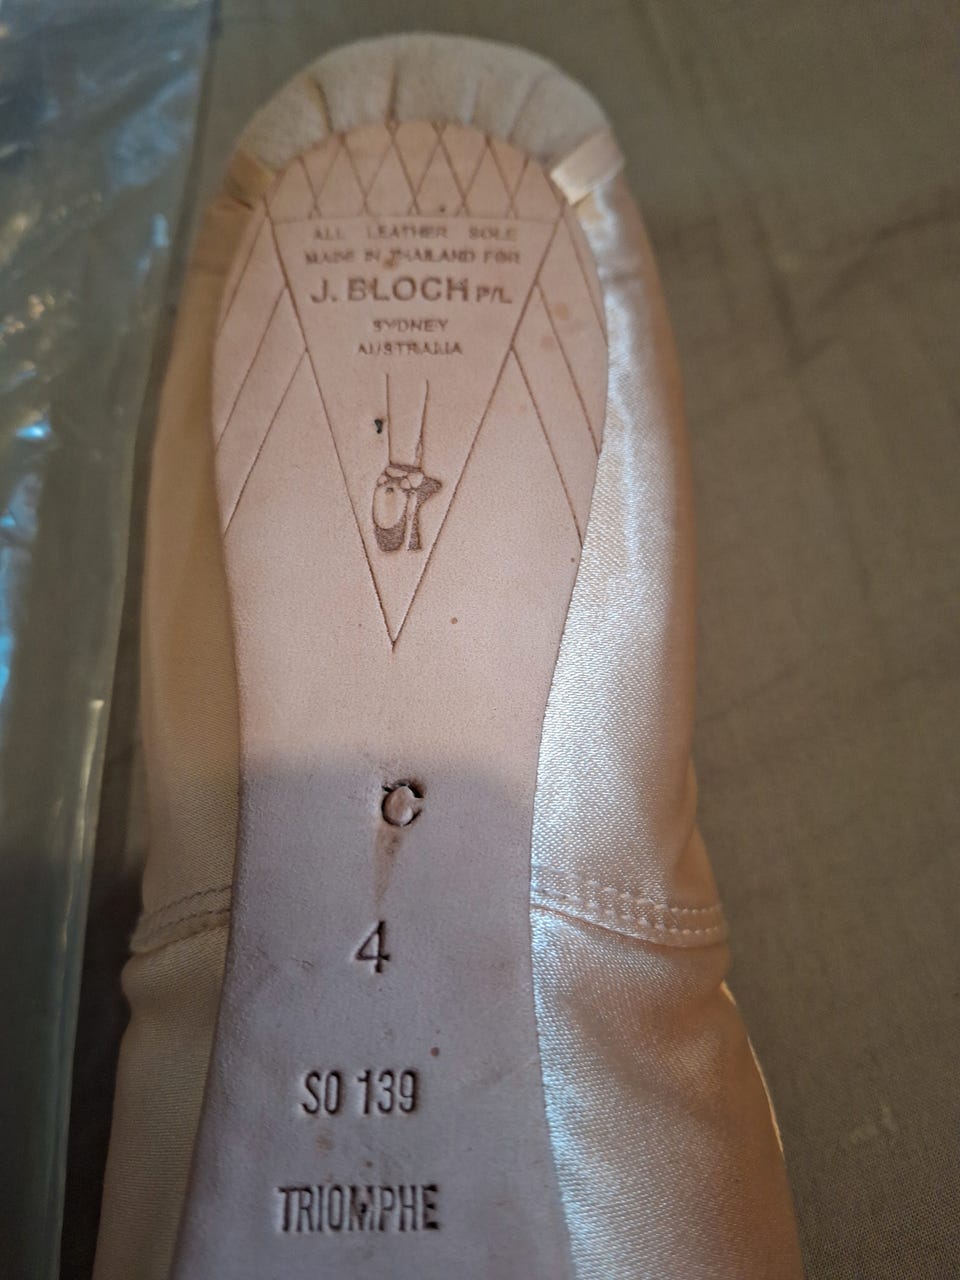 ALL LEATHER SOLE
MADE IN THAILAND FOR
J. BLOCH P/L
SYDNEY
AUSTRALIA
C
4
SO 139
TRIOMPHE